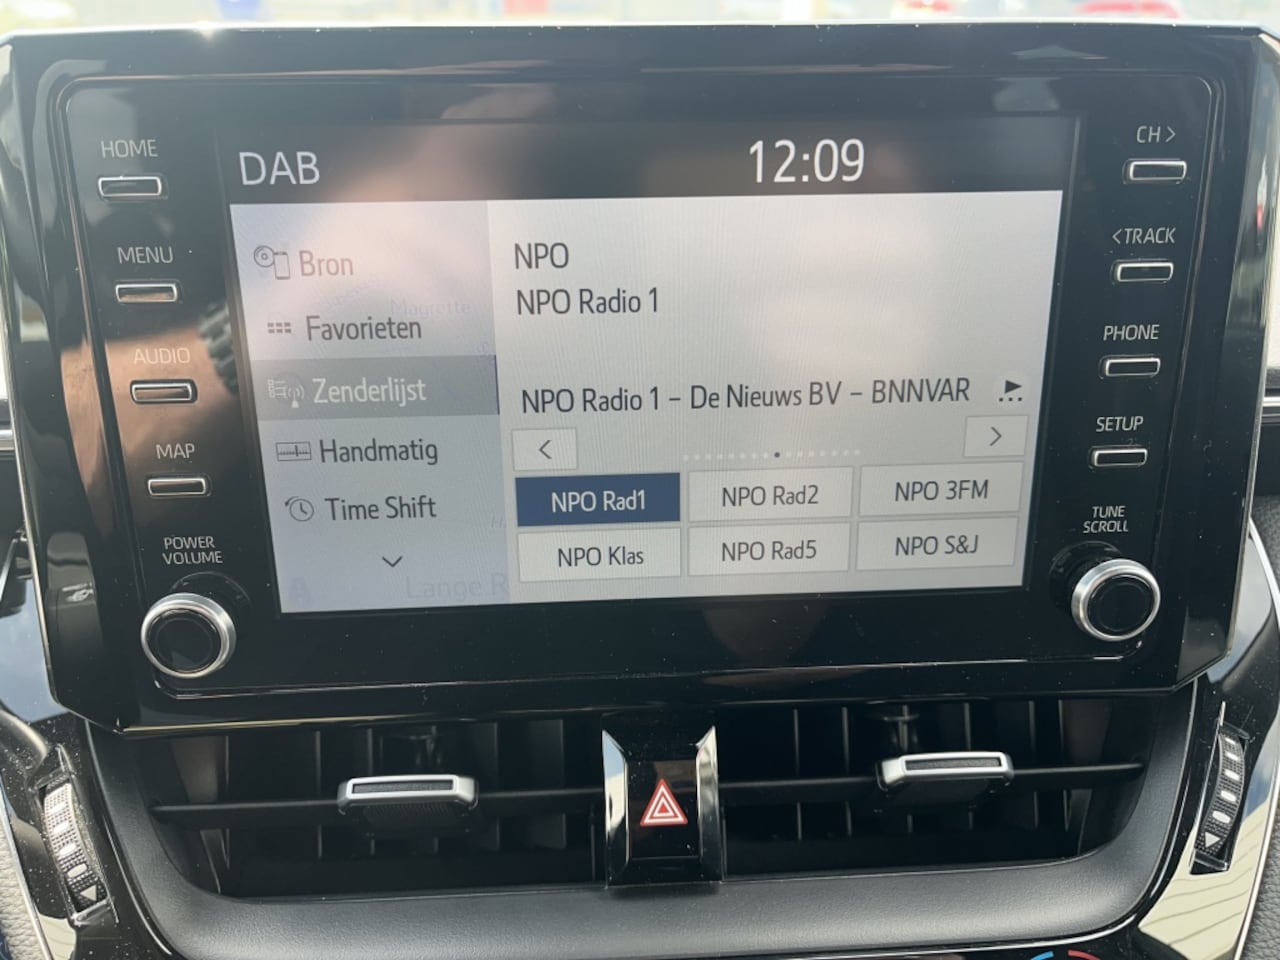 HOME
MENU
AUDIO
MAP
POWER
VOLUME
DAB
12:09
Bron
Favorieten
Zenderlijst
Handmatig
Time Shift
NPO
NPO Radio 1
NPO Radio 1 – De Nieuws BV – BNNVAR
<
>
NPO Rad1
NPO Rad2
NPO 3FM
NPO Klas
NPO Rad5
NPO S&J
CH >
< TRACK
PHONE
SETUP
TUNE
SCROLL
Magrette